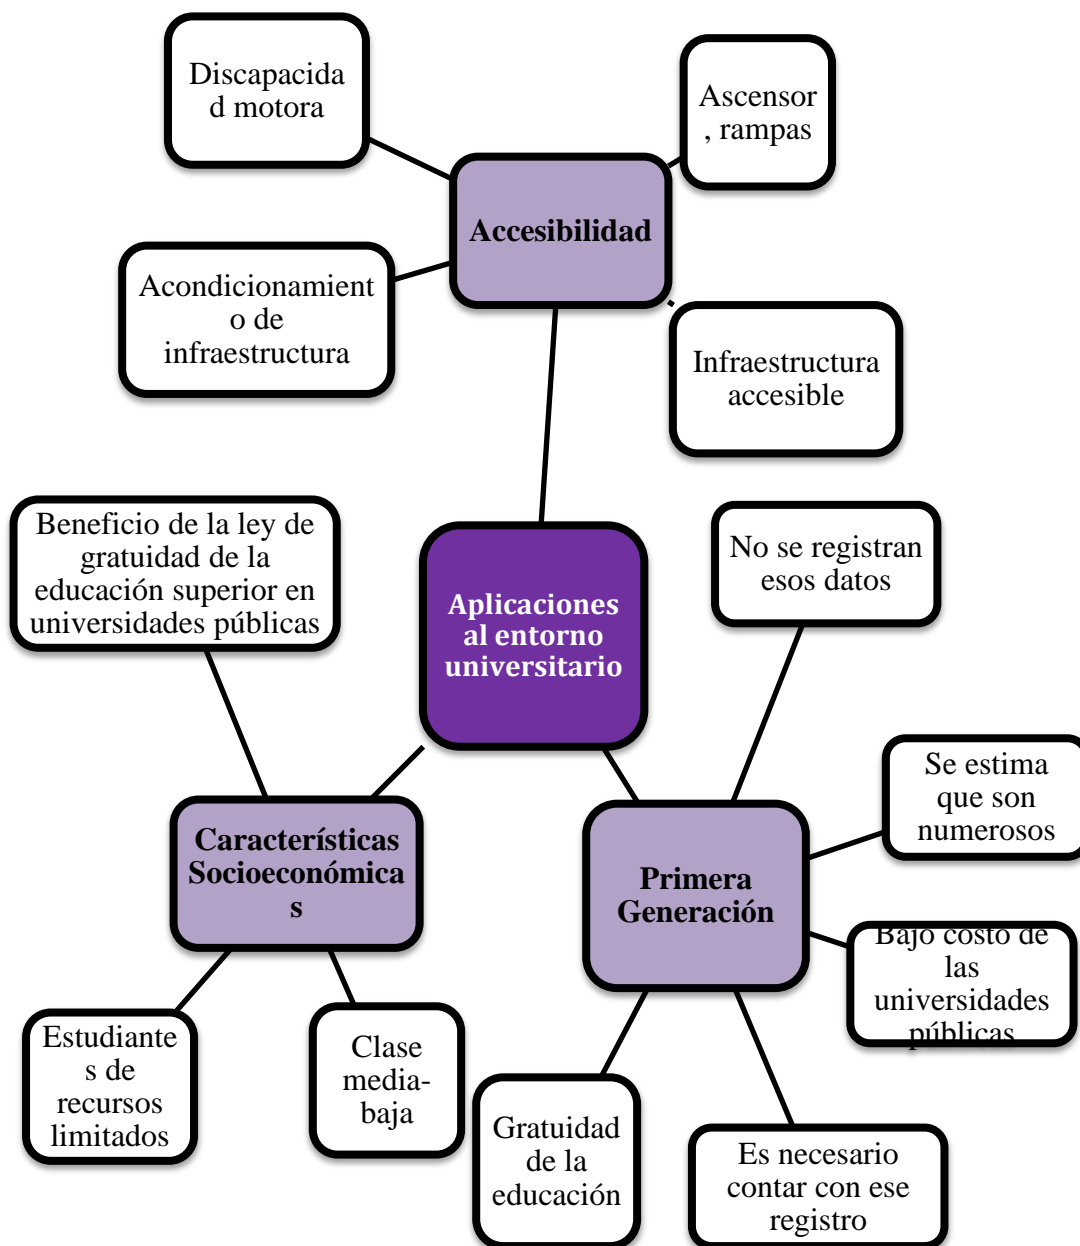 Discapacida
d motora
Ascensor
, rampas
Accesibilidad
Acondicionamient
o de
infraestructura
Infraestructura
accesible
Beneficio de la ley de
gratuidad de la
educación superior en
universidades públicas
No se registran
esos datos
Aplicaciones
al entorno
universitario
Se estima
que son
numerosos
Característísticas
Socioeconómica
s
Primera
Generación
Bajo costo de
las
universidades
públicas.
Estudiante
s de
recursos
limitados
Clase
media-
baja
Gratuidad
de la
educación
Es necesario
contar con ese
registro